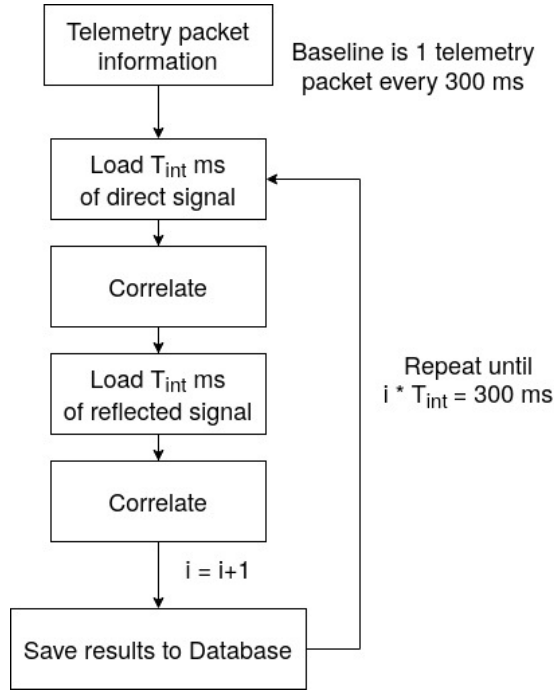 Telemetry packet
information
Baseline is 1 telemetry
packet every 300 ms
Load T_int ms
of direct signal
Correlate
Load T_int ms
of reflected signal
Repeat until
i * T_int = 300 ms
Correlate
i = i+1
Save results to Database